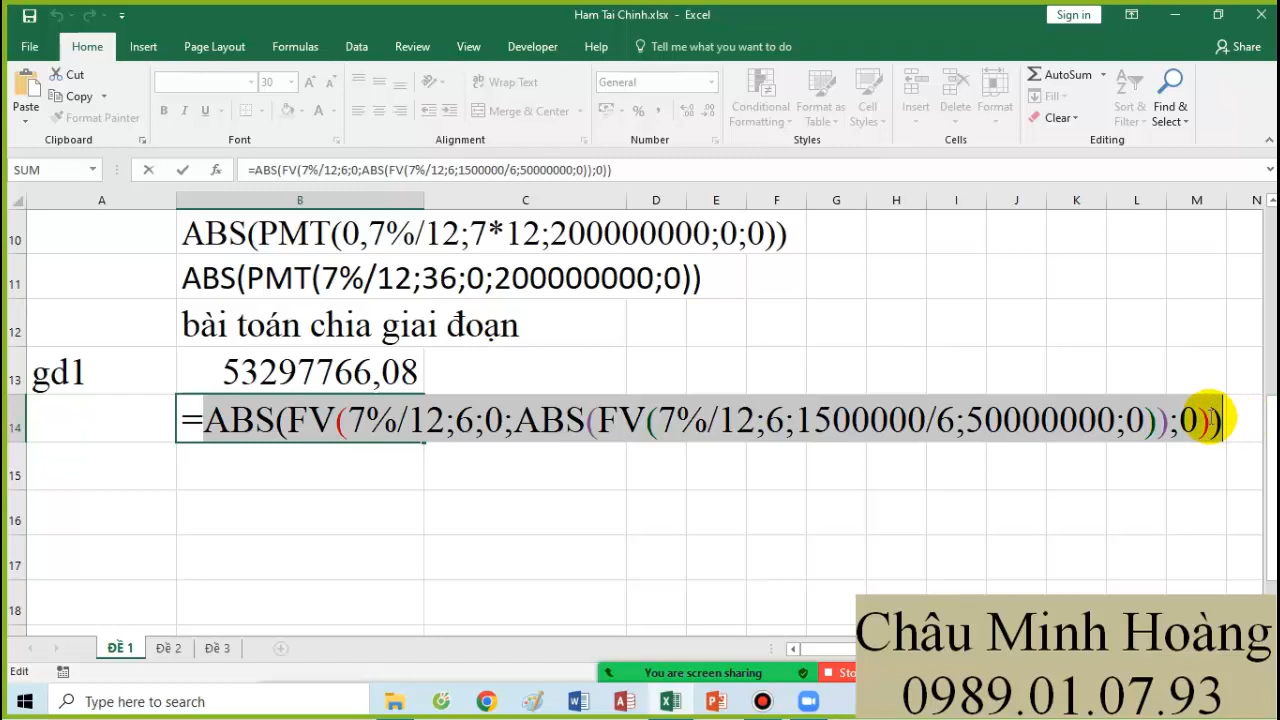 Ham Tai Chinh.xlsx - Excel
Sign in
File Home Insert Page Layout Formulas Data Review View Developer Help Tell me what you want to do Share
Paste
Cut
Copy
Format Painter
Clipboard
30
B I U
Font
Wrap Text
Merge & Center
Alignment
General
Number
Conditional Formatting
Format as Table
Cell Styles
Styles
Insert Delete Format
Cells
AutoSum
Fill
Clear
Sort & Filter
Find & Select
Editing
SUM
=ABS(FV(7%/12;6;0;ABS(FV(7%/12;6;1500000/6;50000000;0));0))
A B C D E F G H I J K L M N
10 ABS(PMT(0,7%/12;7*12;200000000;0;0))
11 ABS(PMT(7%/12;36;0;200000000;0))
12 bài toán chia giai đoạn
13 gd1 53297766,08
14 =ABS(FV(7%/12;6;0;ABS(FV(7%/12;6;1500000/6;50000000;0));0))
15
16
17
18
ĐỀ 1 ĐỀ 2 ĐỀ 3
Edit
You are screen sharing
Sto
Type here to search
Châu Minh Hoàng
0989.01.07.93